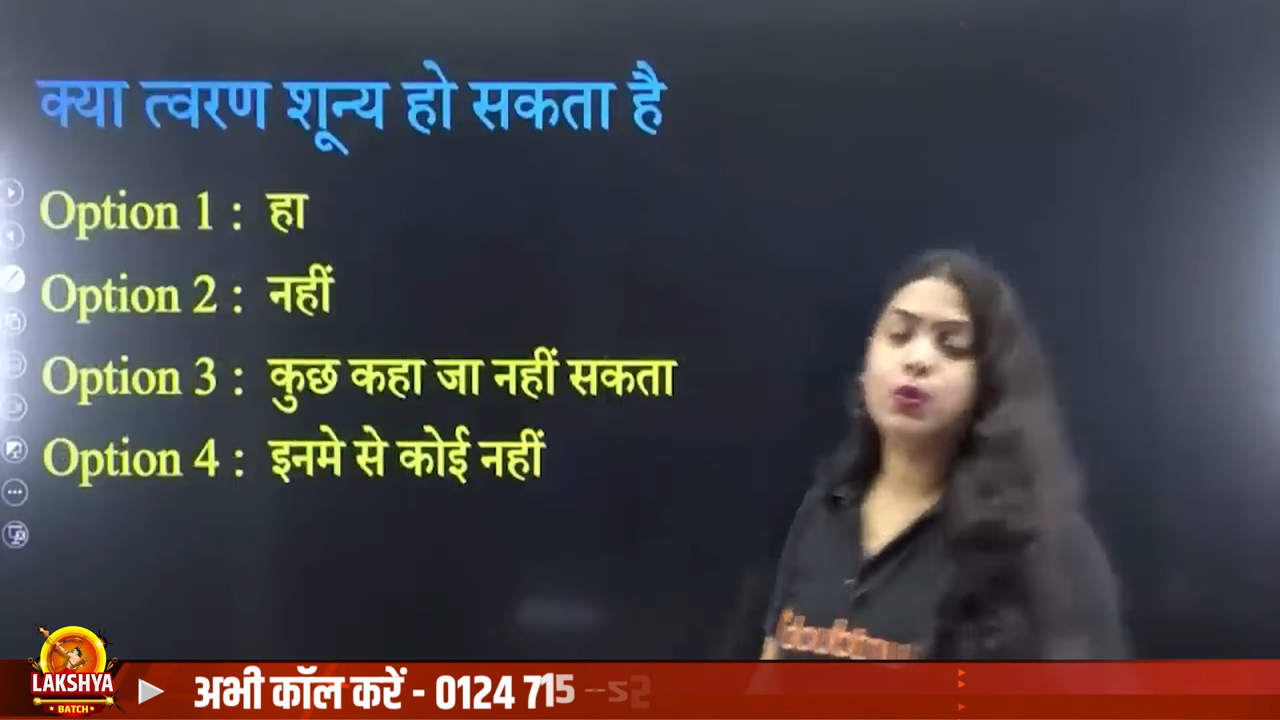 क्या त्वरण शून्य हो सकता है
Option 1 : हा
Option 2 : नहीं
Option 3 : कुछ कहा जा नहीं सकता
Option 4 : इनमे से कोई नहीं
LAKSHYA
BATCH
अभी कॉल करें - 0124 715